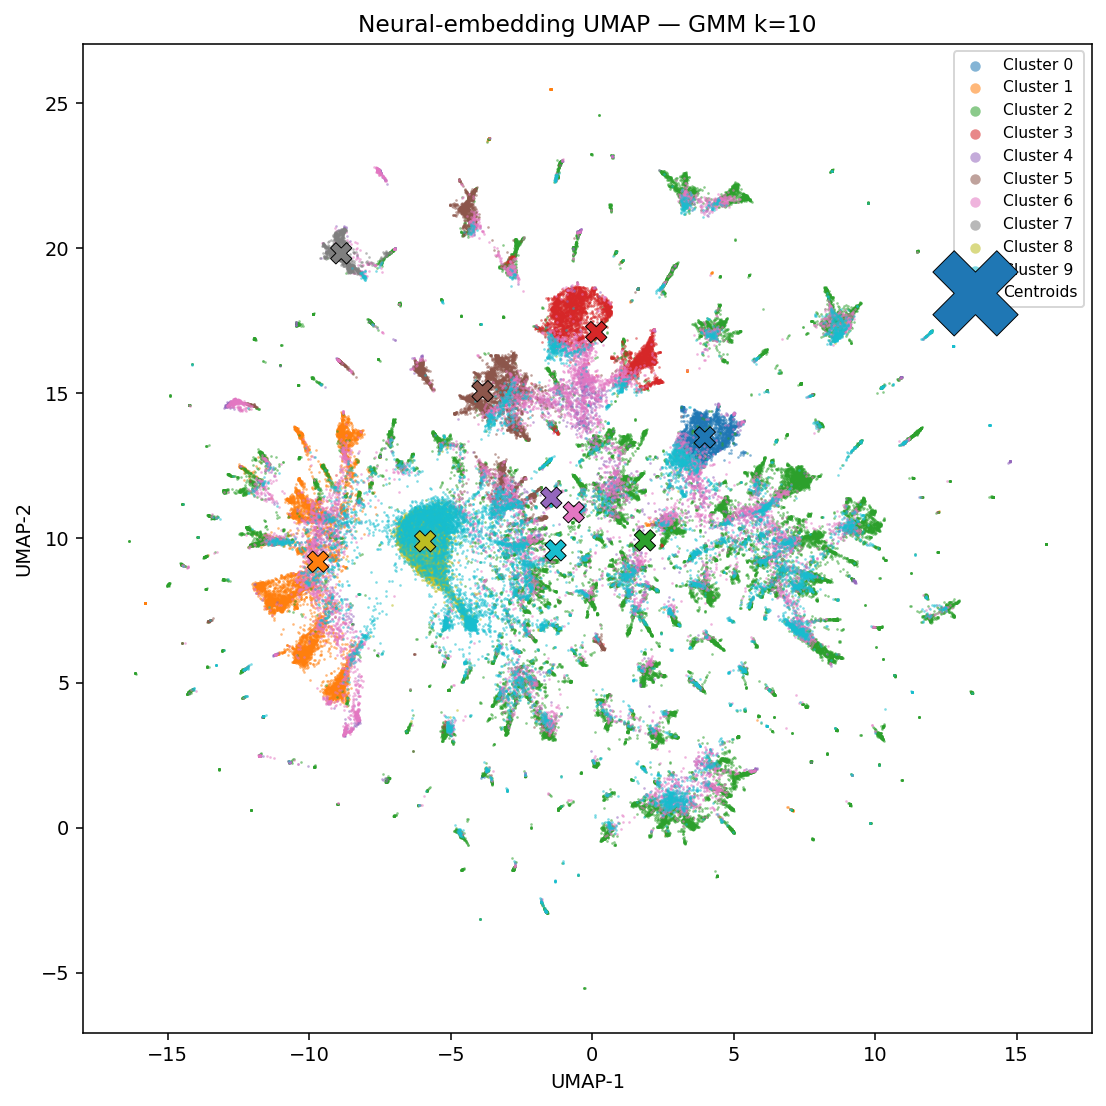 Neural-embedding UMAP — GMM k=10
Cluster 0
Cluster 1
Cluster 2
Cluster 3
Cluster 4
Cluster 5
Cluster 6
Cluster 7
Cluster 8
luster 9
Centroids
25
20
15
10
5
0
−5
UMAP-2
−15
−10
−5
0
5
10
15
UMAP-1